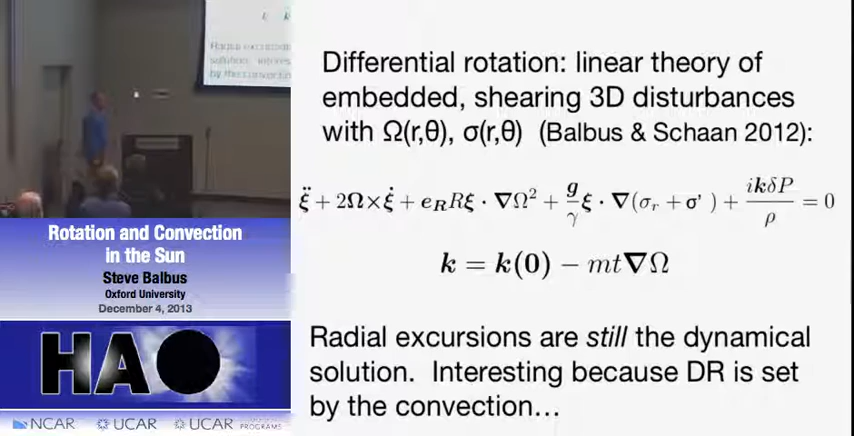 Differential rotation: linear theory of
embedded, shearing 3D disturbances
with Ω(r,θ), σ(r,θ) (Balbus & Schaan 2012):
ξ̈ + 2Ω×ξ̇ + e_R Rξ · ∇Ω² + g/γ ξ · ∇(σ_r + σ' ) + ikδP/ρ = 0
k = k(0) − mt∇Ω
Radial excursions are still the dynamical
solution. Interesting because DR is set
by the convection…
Rotation and Convection
in the Sun
Steve Balbus
Oxford University
December 4, 2013
HAO
NCAR UCAR UCAR PROGRAMS